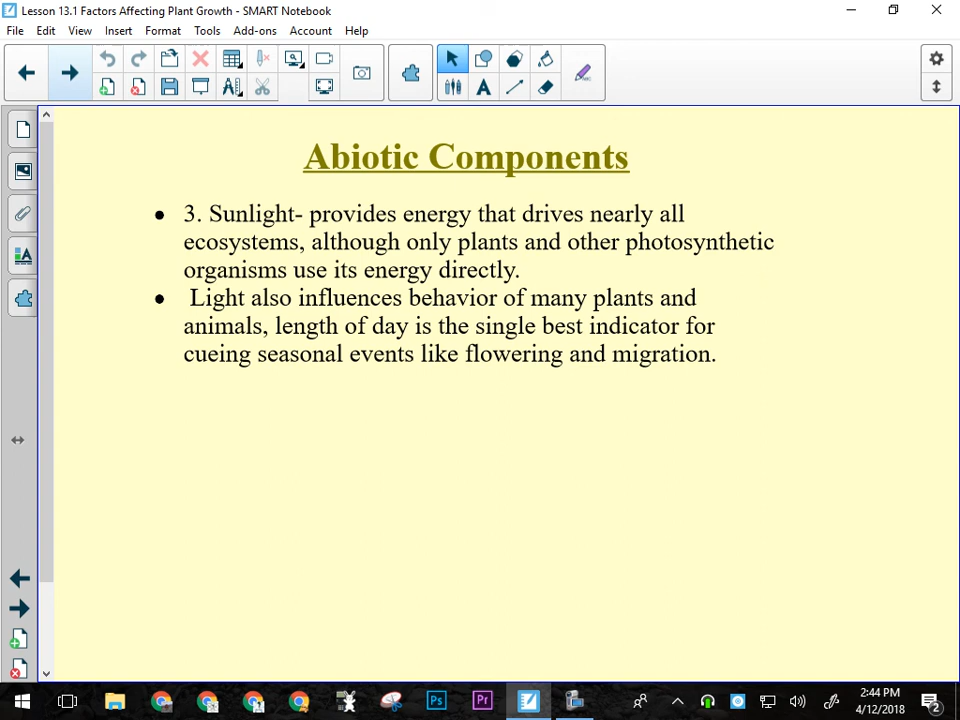 Lesson 13.1 Factors Affecting Plant Growth - SMART Notebook
File Edit View Insert Format Tools Add-ons Account Help
Abiotic Components
• 3. Sunlight- provides energy that drives nearly all
ecosystems, although only plants and other photosynthetic
organisms use its energy directly.
• Light also influences behavior of many plants and
animals, length of day is the single best indicator for
cueing seasonal events like flowering and migration.
Ps Pr
2:44 PM
4/12/2018
2